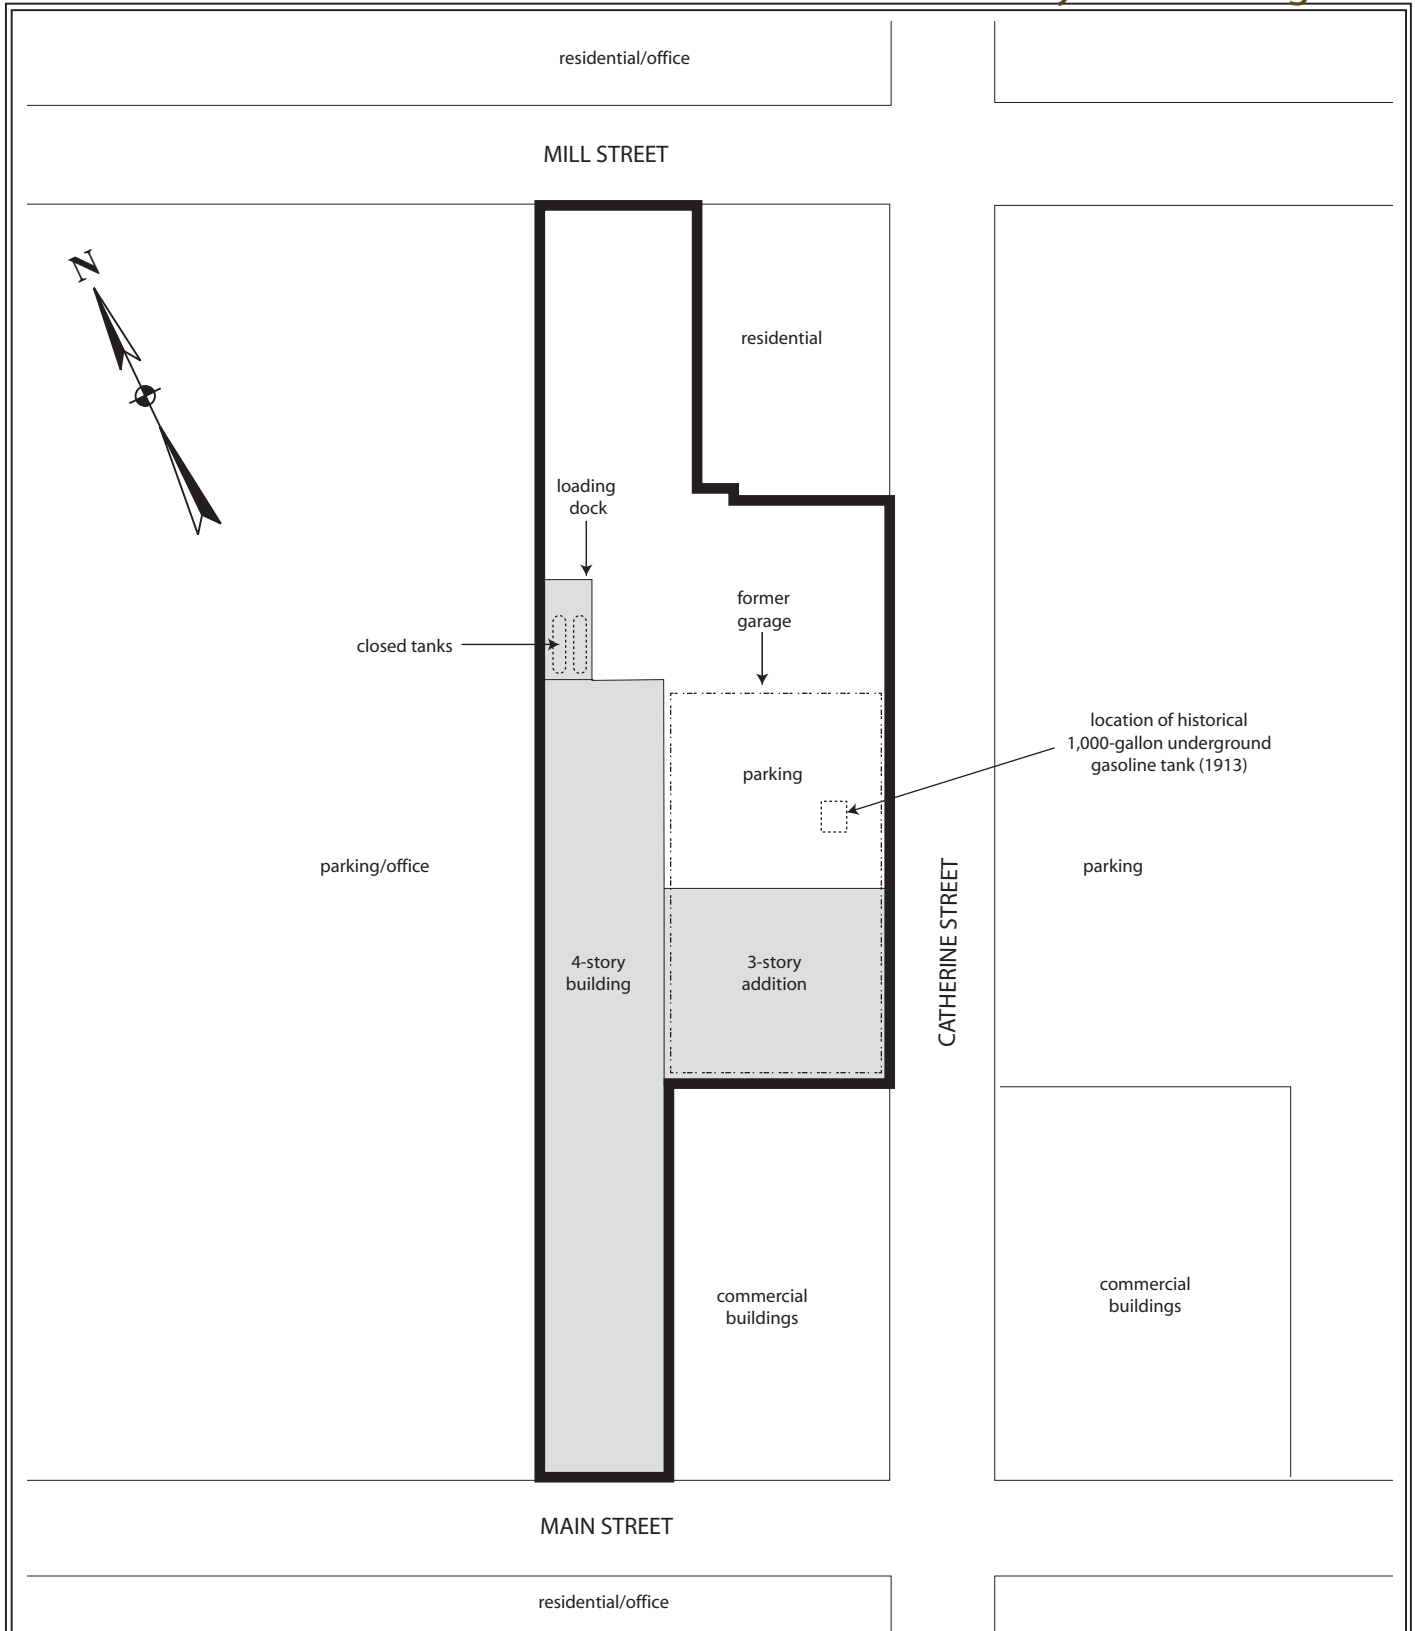 residential/office
MILL STREET
N
residential
loading
dock
former
garage
closed tanks
location of historical
1,000-gallon underground
gasoline tank (1913)
parking
parking/office
parking
CATHERINE STREET
4-story
building
3-story
addition
commercial
buildings
commercial
buildings
MAIN STREET
residential/office